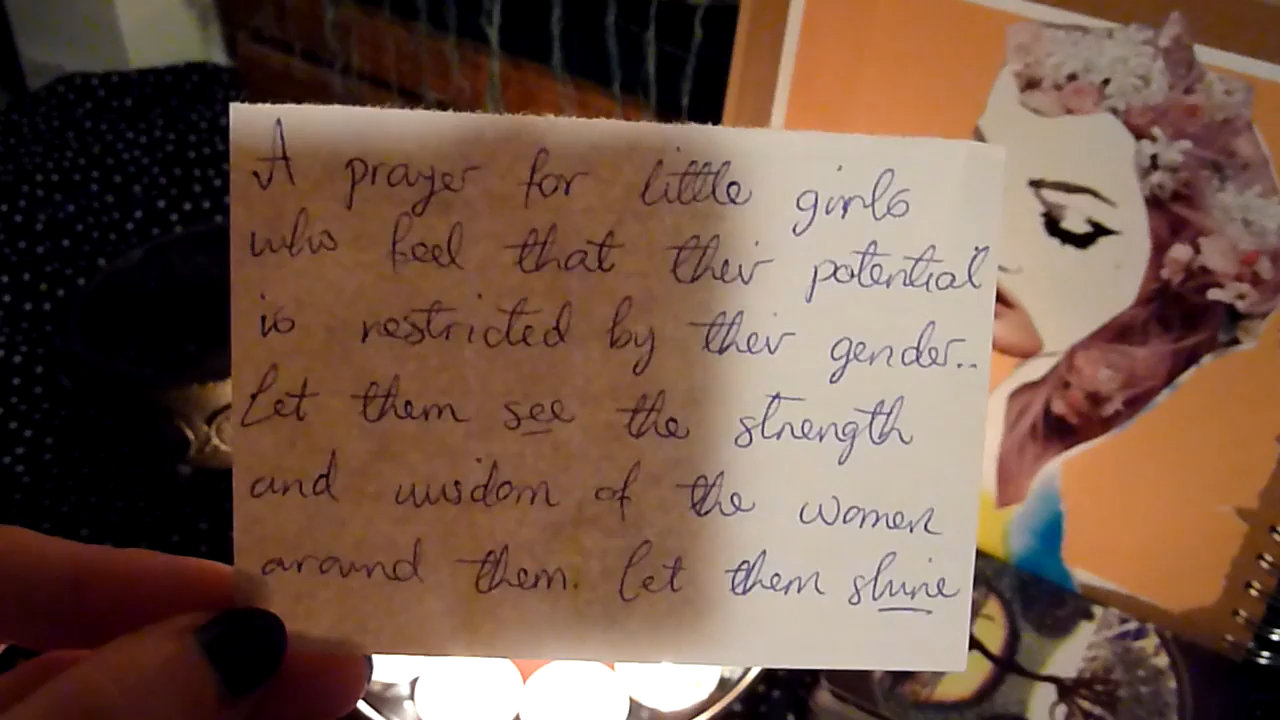 A prayer for little girls
who feel that their potential
is restricted by their gender..
Let them see the strength
and wisdom of the women
around them. Let them shine